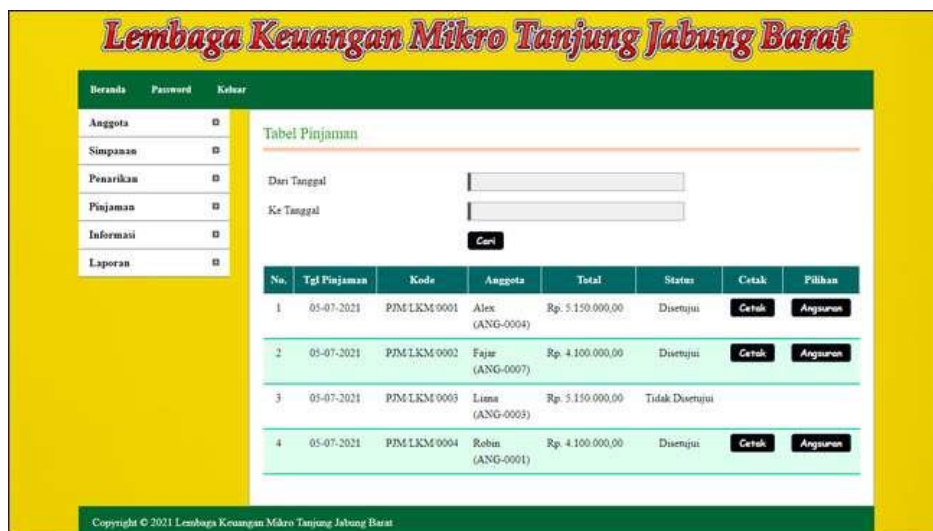 Lembaga Keuangan Mikro Tanjung Jabung Barat
Beranda Password Keluar
Anggota
Simpanan
Penarikan
Pinjaman
Informasi
Laporan
Tabel Pinjaman
Dari Tanggal
Ke Tanggal
Cari
No. Tgl Pinjaman Kode Anggota Total Status Cetak Pilihan
1 05-07-2021 PJM/LKM/0001 Alex (ANG-0004) Rp. 5.150.000,00 Disetujui Cetak Angsuran
2 05-07-2021 PJM/LKM/0002 Fajar (ANG-0007) Rp. 4.100.000,00 Disetujui Cetak Angsuran
3 05-07-2021 PJM/LKM/0003 Liana (ANG-0003) Rp. 5.150.000,00 Tidak Disetujui
4 05-07-2021 PJM/LKM/0004 Robin (ANG-0001) Rp. 4.100.000,00 Disetujui Cetak Angsuran
Copyright © 2021 Lembaga Keuangan Mikro Tanjung Jabung Barat